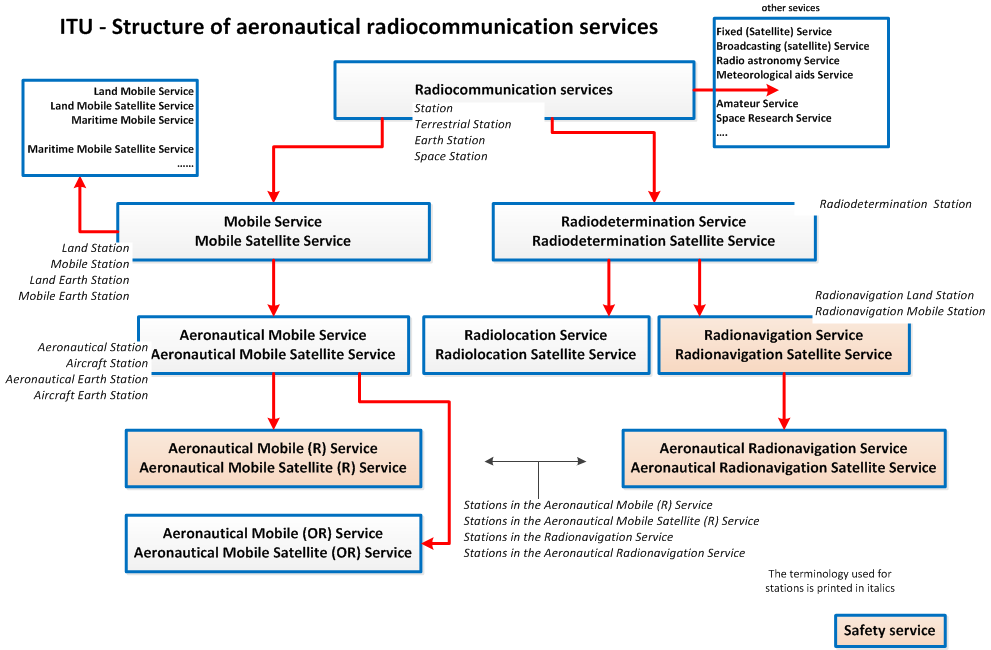 other sevices
ITU - Structure of aeronautical radiocommunication services
Fixed (Satellite) Service
Broadcasting (satellite) Service
Radio astronomy Service
Meteorological aids Service
Amateur Service
Space Research Service
....
Land Mobile Service
Land Mobile Satellite Service
Maritime Mobile Service
Maritime Mobile Satellite Service
......
Radiocommunication services
Station
Terrestrial Station
Earth Station
Space Station
Mobile Service
Mobile Satellite Service
Land Station
Mobile Station
Land Earth Station
Mobile Earth Station
Radiodetermination Service
Radiodetermination Satellite Service
Radiodetermination Station
Radionavigation Land Station
Radionavigation Mobile Station
Aeronautical Mobile Service
Aeronautical Mobile Satellite Service
Aeronautical Station
Aircraft Station
Aeronautical Earth Station
Aircraft Earth Station
Radiolocation Service
Radiolocation Satellite Service
Radionavigation Service
Radionavigation Satellite Service
Aeronautical Mobile (R) Service
Aeronautical Mobile Satellite (R) Service
Aeronautical Radionavigation Service
Aeronautical Radionavigation Satellite Service
Aeronautical Mobile (OR) Service
Aeronautical Mobile Satellite (OR) Service
Stations in the Aeronautical Mobile (R) Service
Stations in the Aeronautical Mobile Satellite (R) Service
Stations in the Radionavigation Service
Stations in the Aeronautical Radionavigation Service
The terminology used for
stations is printed in italics
Safety service